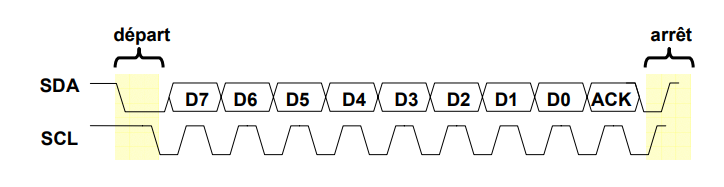 départ arrêt
SDA D7 D6 D5 D4 D3 D2 D1 D0 ACK
SCL